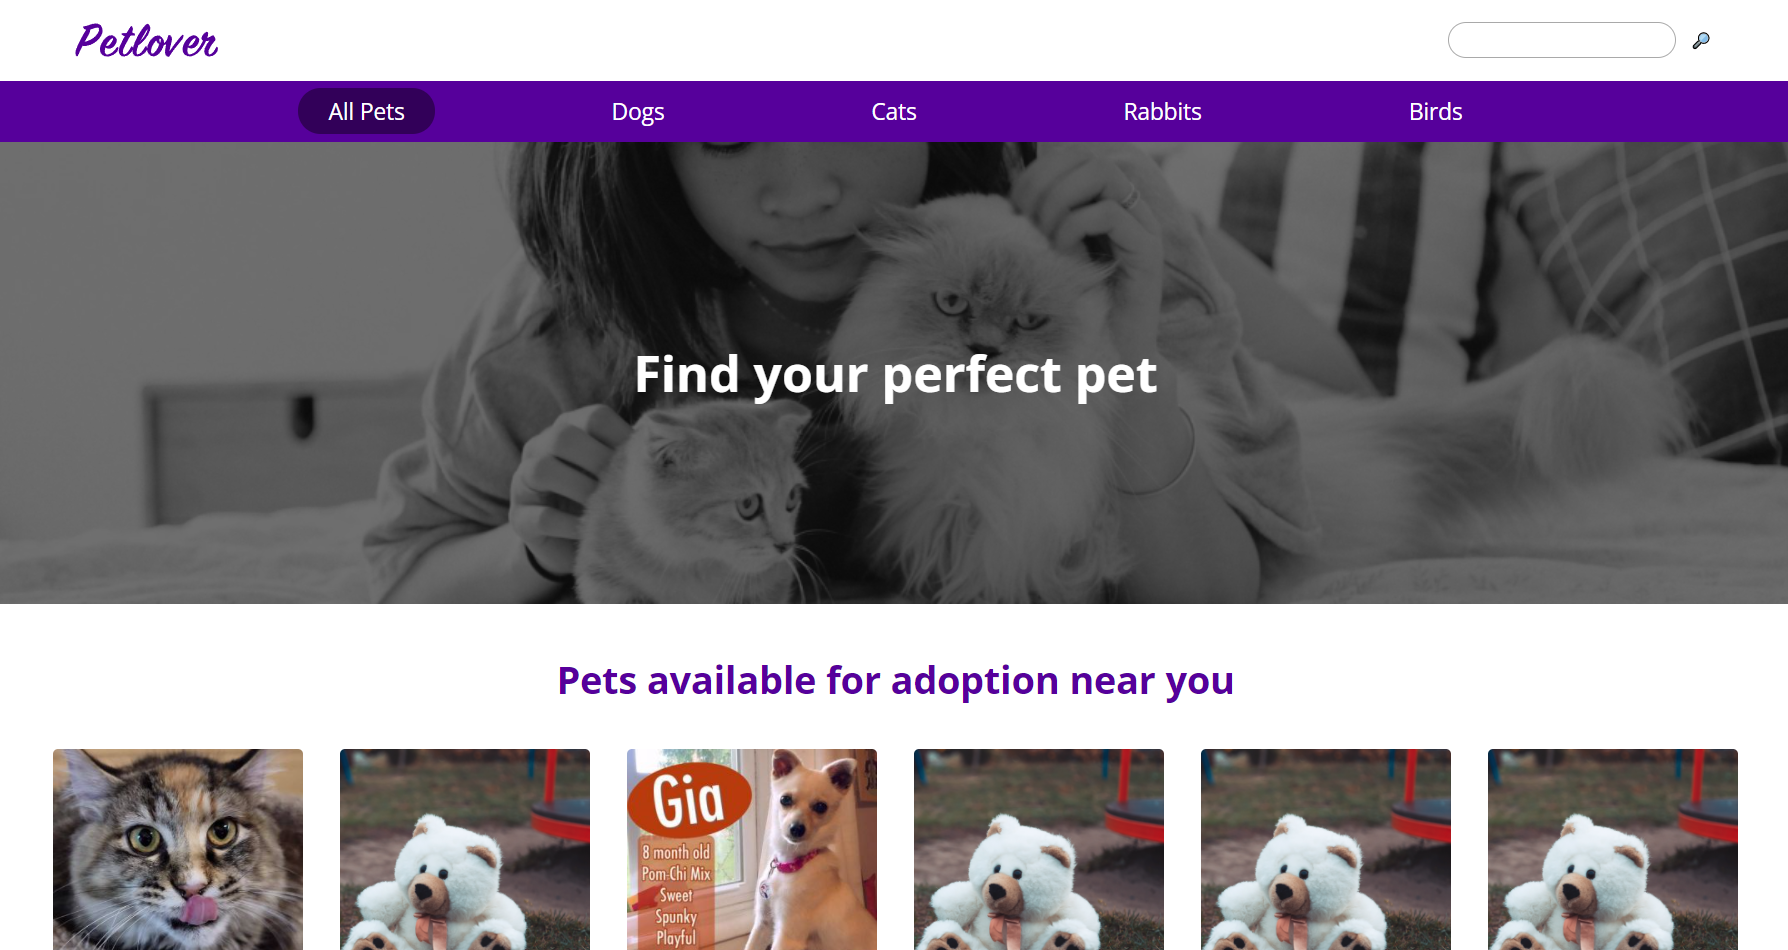 Petlover
All Pets
Dogs
Cats
Rabbits
Birds
Find your perfect pet
Pets available for adoption near you
Gia
8 month old
Pom-Chi Mix
Sweet
Spunky
Playful